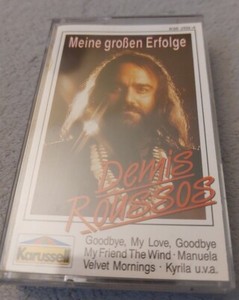 Meine großen Erfolge
Demis
Roussos
Goodbye, My Love, Goodbye
My Friend The Wind · Manuela
Velvet Mornings · Kyrila u.v.a.
Karussell